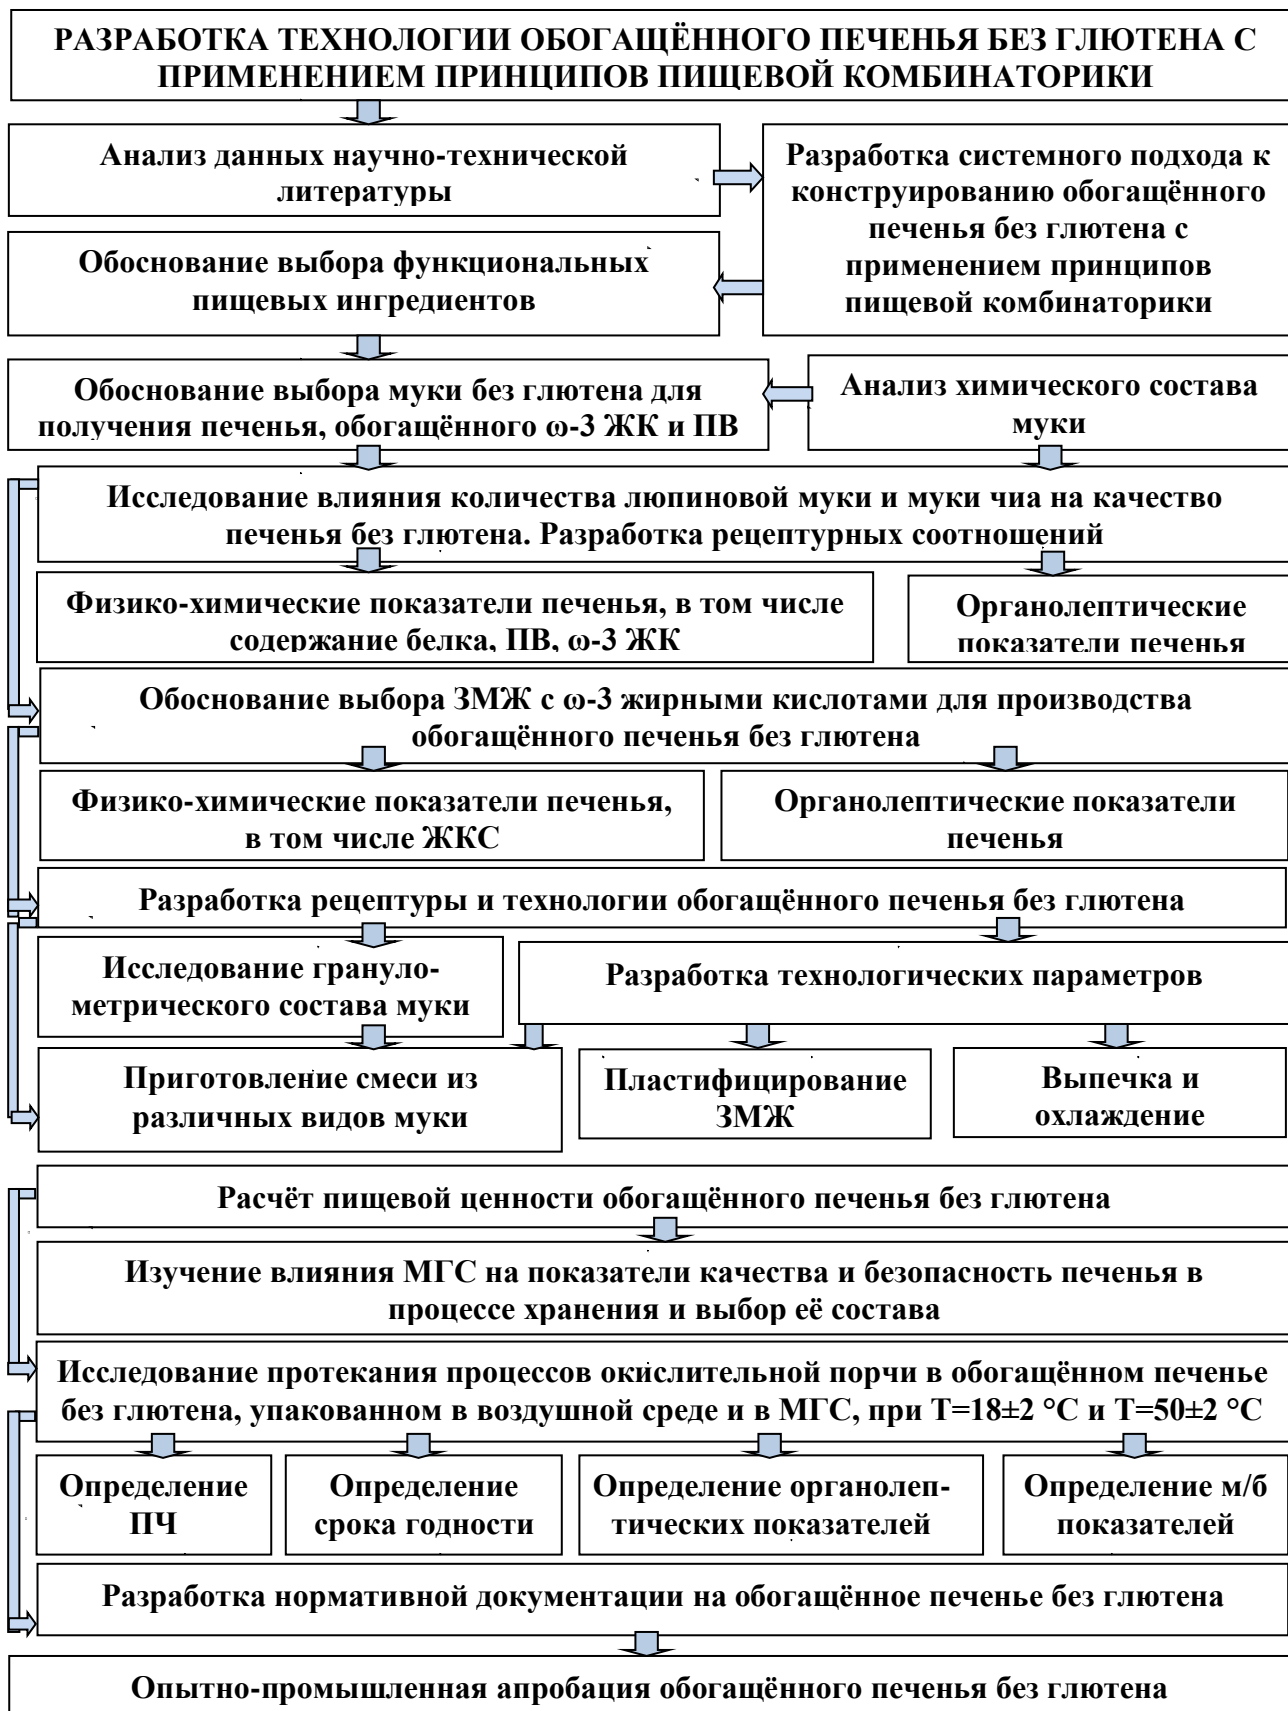 РАЗРАБОТКА ТЕХНОЛОГИИ ОБОГАЩЁННОГО ПЕЧЕНЬЯ БЕЗ ГЛЮТЕНА С
ПРИМЕНЕНИЕМ ПРИНЦИПОВ ПИЩЕВОЙ КОМБИНАТОРИКИ
Анализ данных научно-технической
литературы
Разработка системного подхода к
конструированию обогащённого
печенья без глютена с
применением принципов
пищевой комбинаторики
Обоснование выбора функциональных
пищевых ингредиентов
Обоснование выбора муки без глютена для
получения печенья, обогащённого ω-3 ЖК и ПВ
Анализ химического состава
муки
Исследование влияния количества люпиновой муки и муки чиа на качество
печенья без глютена. Разработка рецептурных соотношений
Физико-химические показатели печенья, в том числе
содержание белка, ПВ, ω-3 ЖК
Органолептические
показатели печенья
Обоснование выбора ЗМЖ с ω-3 жирными кислотами для производства
обогащённого печенья без глютена
Физико-химические показатели печенья,
в том числе ЖКС
Органолептические показатели
печенья
Разработка рецептуры и технологии обогащённого печенья без глютена
Исследование грануло-
метрического состава муки
Разработка технологических параметров
Приготовление смеси из
различных видов муки
Пластифицирование
ЗМЖ
Выпечка и
охлаждение
Расчёт пищевой ценности обогащённого печенья без глютена
Изучение влияния МГС на показатели качества и безопасность печенья в
процессе хранения и выбор её состава
Исследование протекания процессов окислительной порчи в обогащённом печенье
без глютена, упакованном в воздушной среде и в МГС, при Т=18±2 °С и Т=50±2 °С
Определение
ПЧ
Определение
срока годности
Определение органолеп-
тических показателей
Определение м/б
показателей
Разработка нормативной документации на обогащённое печенье без глютена
Опытно-промышленная апробация обогащённого печенья без глютена